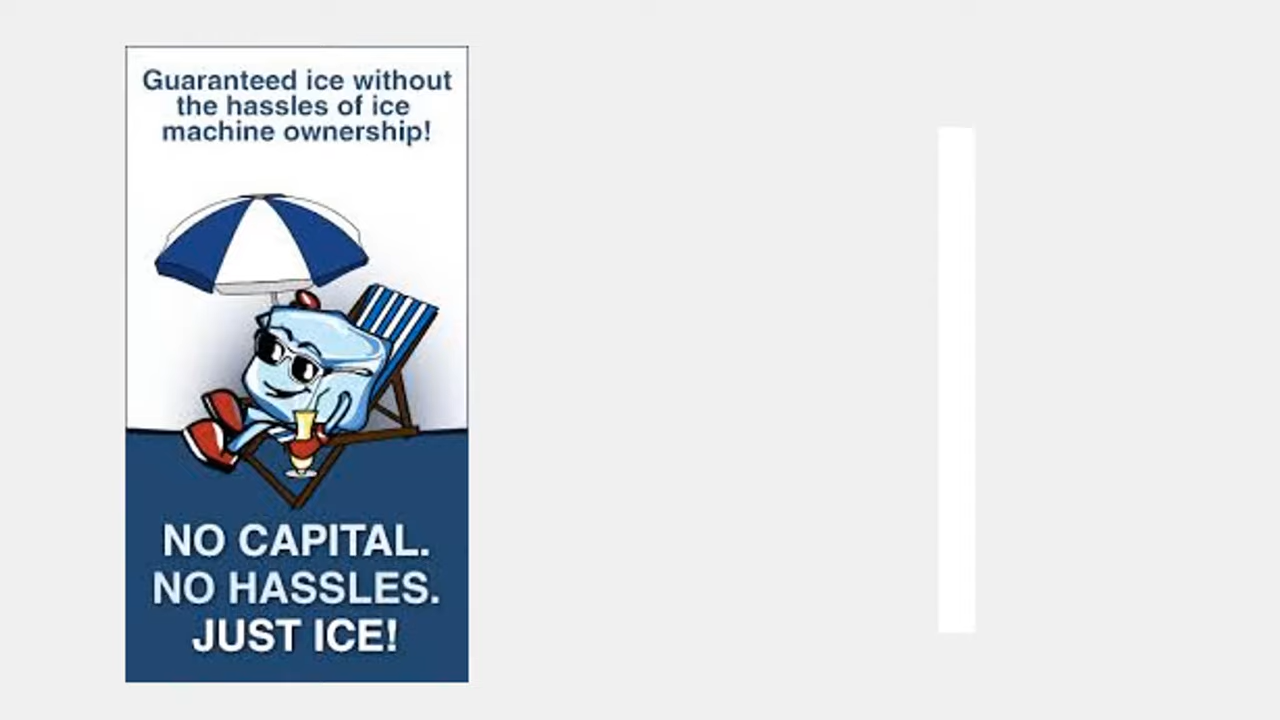 Guaranteed ice without
the hassles of ice
machine ownership!
NO CAPITAL.
NO HASSLES.
JUST ICE!